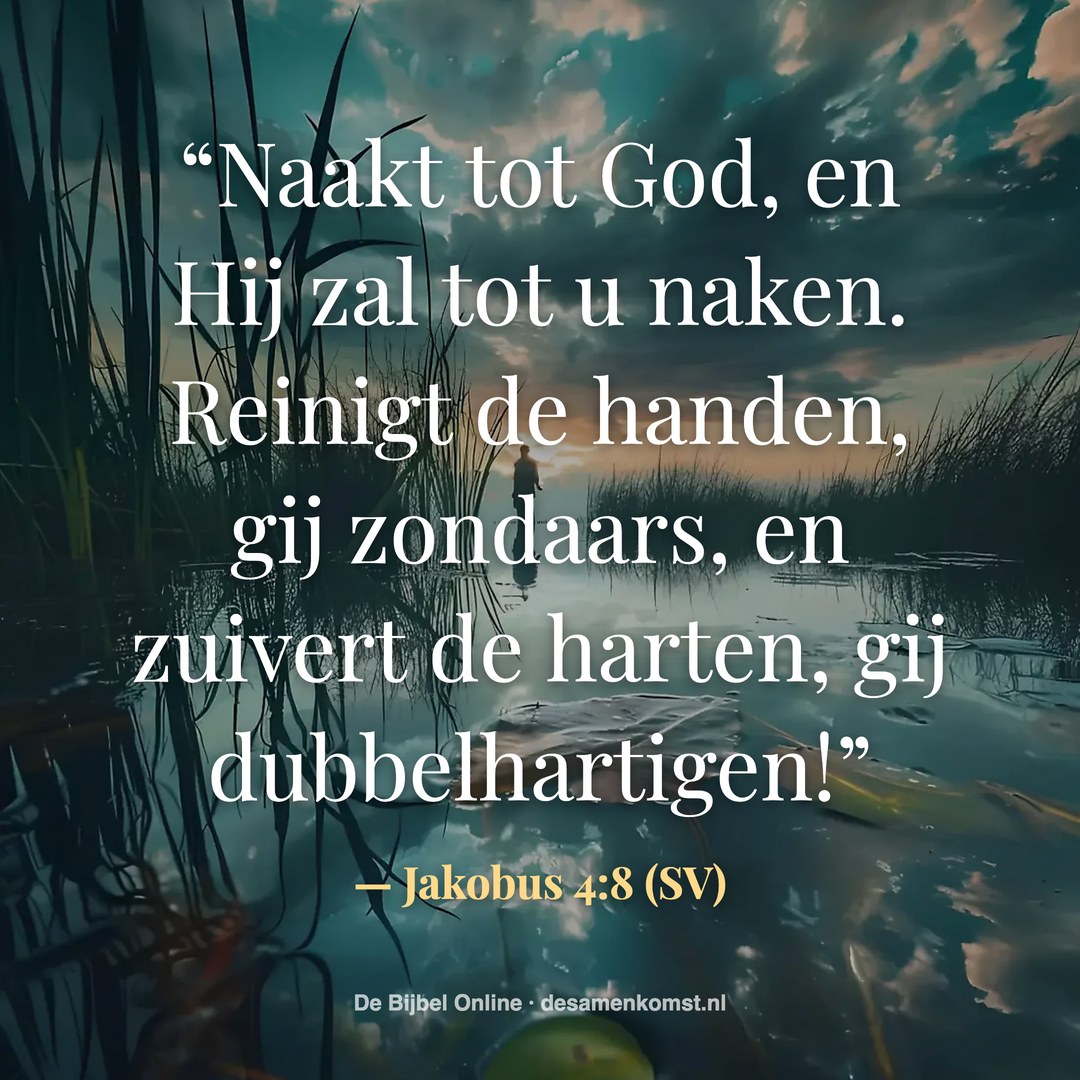 “Naakt tot God, en
Hij zal tot u naken.
Reinigt de handen,
gij zondaars, en
zuivert de harten, gij
dubbelhartigen!”
— Jakobus 4:8 (SV)
De Bijbel Online · desamenkomst.nl